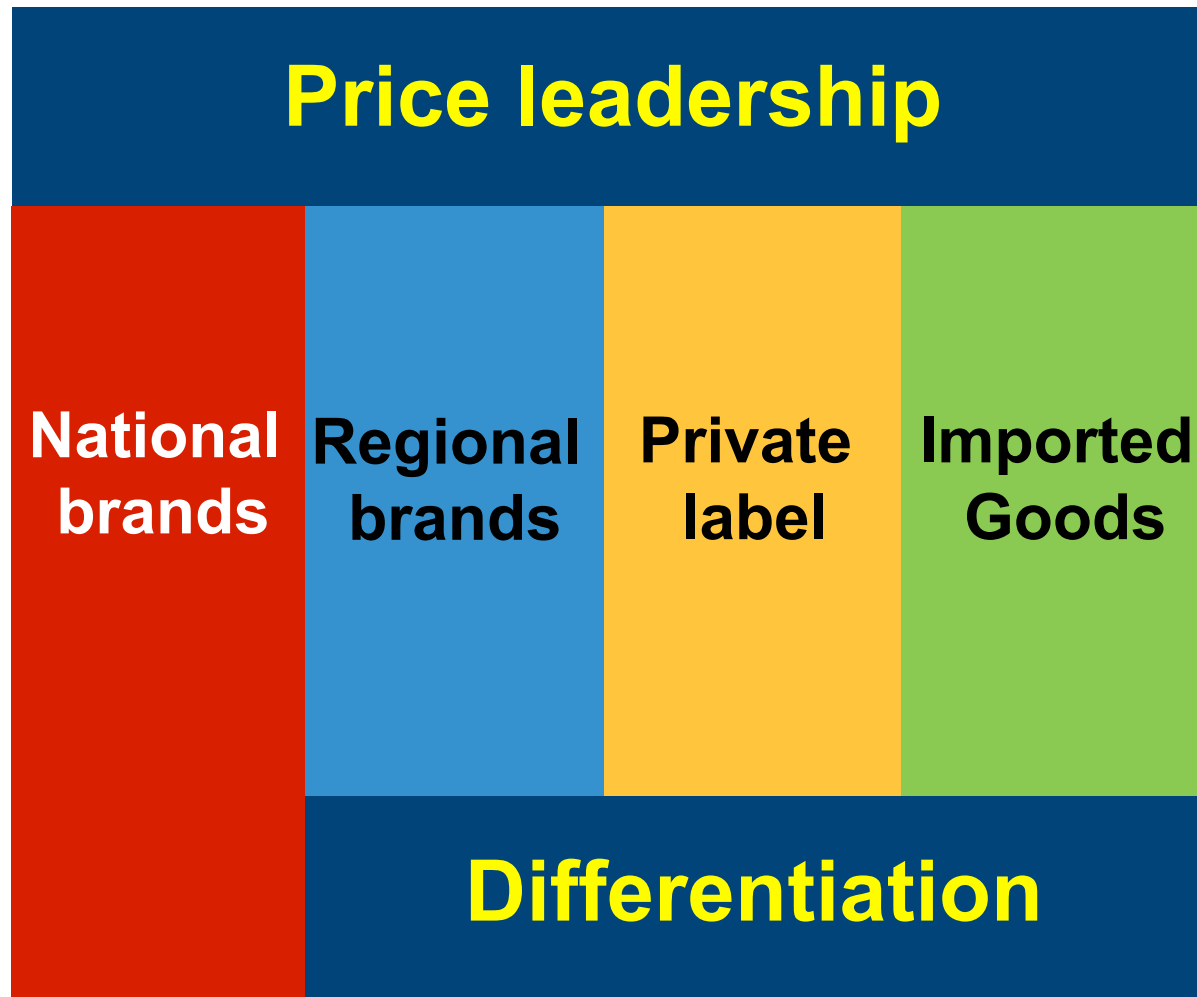 Price leadership
National
brands
Regional
brands
Private
label
Imported
Goods
Differentiation